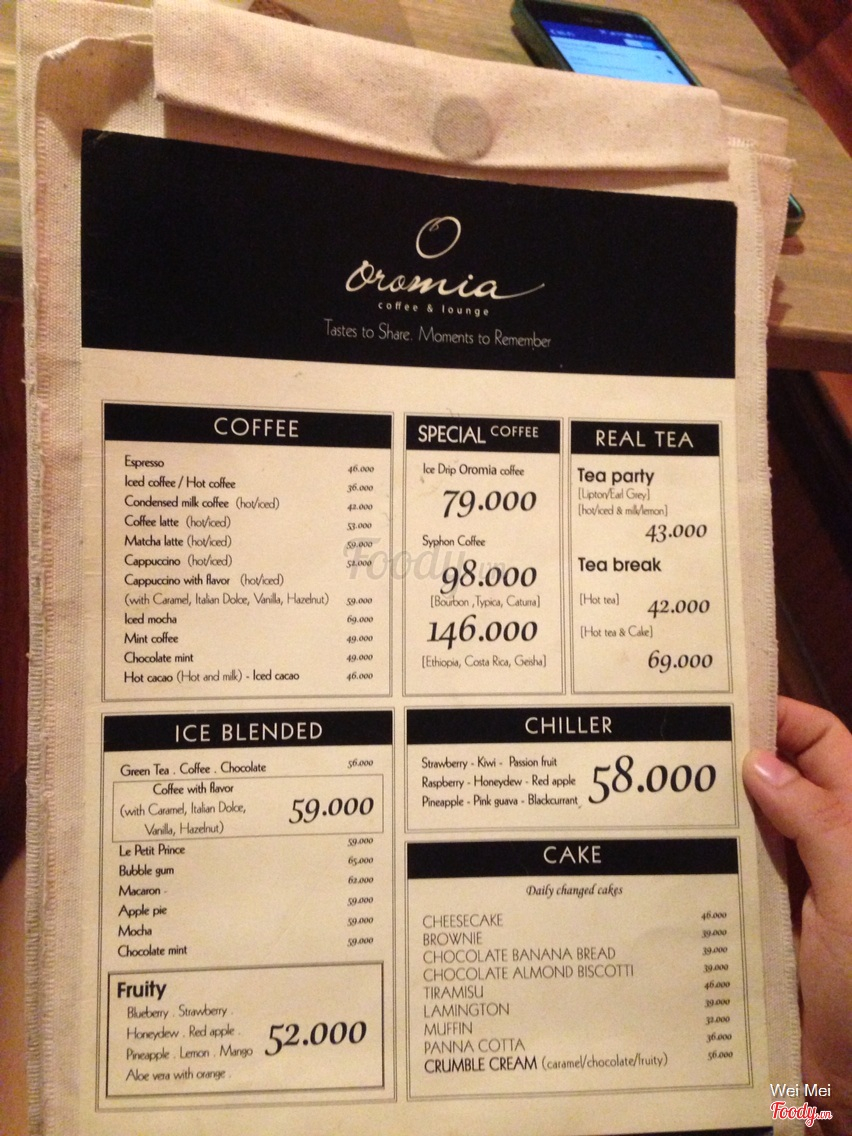 Oromia
coffee & lounge
Tastes to Share. Moments to Remember
COFFEE
Espresso 46.000
Iced coffee / Hot coffee 36.000
Condensed milk coffee (hot/iced) 42.000
Coffee latte (hot/iced) 53.000
Matcha latte (hot/iced) 59.000
Cappuccino (hot/iced) 52.000
Cappuccino with flavor (hot/iced)
(with Caramel, Italian Dolce, Vanilla, Hazelnut) 59.000
Iced mocha 69.000
Mint coffee 49.000
Chocolate mint 49.000
Hot cacao (Hot and milk) - Iced cacao 46.000
SPECIAL COFFEE
Ice Drip Oromia coffee
79.000
Syphon Coffee
98.000
[Bourbon ,Typica, Caturra]
146.000
[Ethiopia, Costa Rica, Geisha]
REAL TEA
Tea party
[Lipton/Earl Grey]
[hot/iced & milk/lemon]
43.000
Tea break
[Hot tea] 42.000
[Hot tea & Cake]
69.000
ICE BLENDED
Green Tea . Coffee . Chocolate 56.000
Coffee with flavor
(with Caramel, Italian Dolce,
Vanilla, Hazelnut)
59.000
Le Petit Prince 59.000
Bubble gum 65.000
Macaron - 62.000
Apple pie 59.000
Mocha 59.000
Chocolate mint 59.000
Fruity
Blueberry . Strawberry .
Honeydew . Red apple .
Pineapple . Lemon . Mango
Aloe vera with orange .
52.000
CHILLER
Strawberry - Kiwi - Passion fruit
Raspberry - Honeydew - Red apple
Pineapple - Pink guava - Blackcurrant
58.000
CAKE
Daily changed cakes
CHEESECAKE 46.000
BROWNIE 39.000
CHOCOLATE BANANA BREAD 39.000
CHOCOLATE ALMOND BISCOTTI 39.000
TIRAMISU 46.000
LAMINGTON 39.000
MUFFIN 32.000
PANNA COTTA 36.000
CRUMBLE CREAM (caramel/chocolate/fruity) 56.000
Foody.vn
Wei Mei
Foody.vn